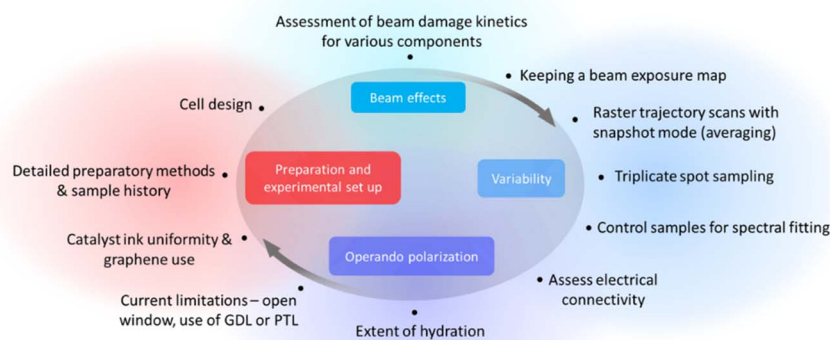 Assessment of beam damage kinetics
for various components
Keeping a beam exposure map
Beam effects
Cell design
Raster trajectory scans with
snapshot mode (averaging)
Detailed preparatory methods
& sample history
Preparation and
experimental set up
Variability
Triplicate spot sampling
Control samples for spectral fitting
Catalyst ink uniformity &
graphene use
Operando polarization
Assess electrical
connectivity
Current limitations – open
window, use of GDL or PTL
Extent of hydration